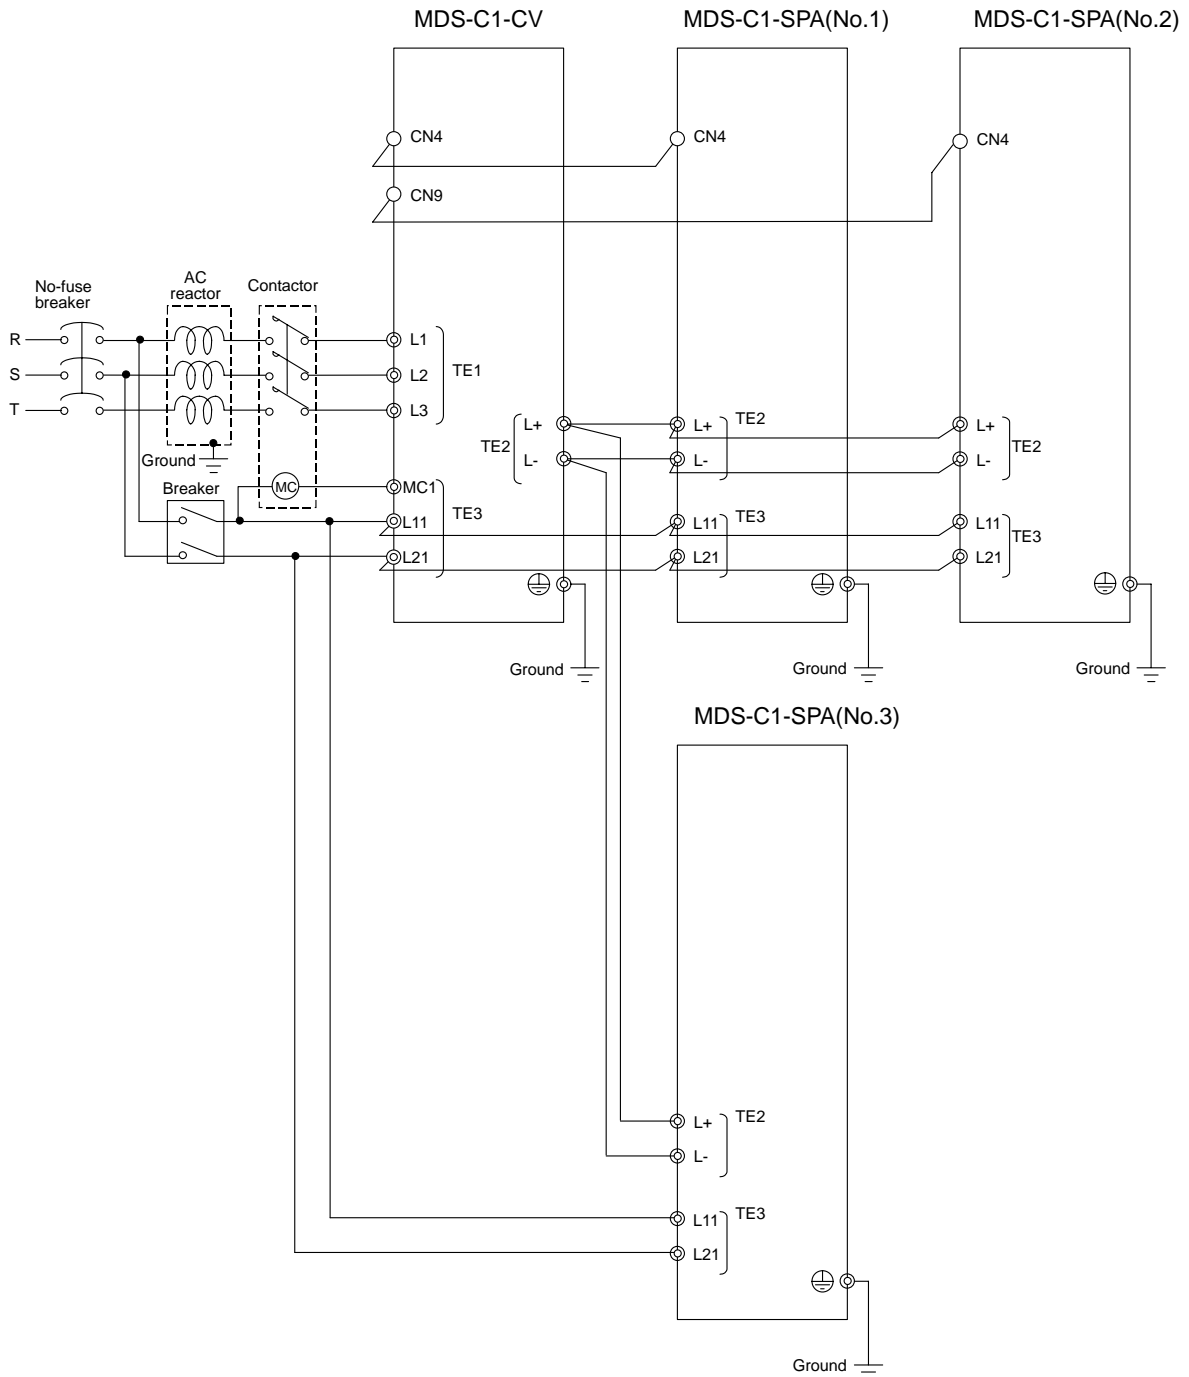 MDS-C1-CV
MDS-C1-SPA(No.1)
MDS-C1-SPA(No.2)
CN4
CN4
CN4
CN9
No-fuse
breaker
AC
reactor
Contactor
R
S
T
L1
L2
L3
TE1
TE2
L+
L-
L+
L-
TE2
L+
L-
TE2
Ground
Breaker
MC
MC1
L11
L21
TE3
L11
L21
TE3
L11
L21
TE3
Ground
Ground
Ground
MDS-C1-SPA(No.3)
L+
L-
TE2
L11
L21
TE3
Ground